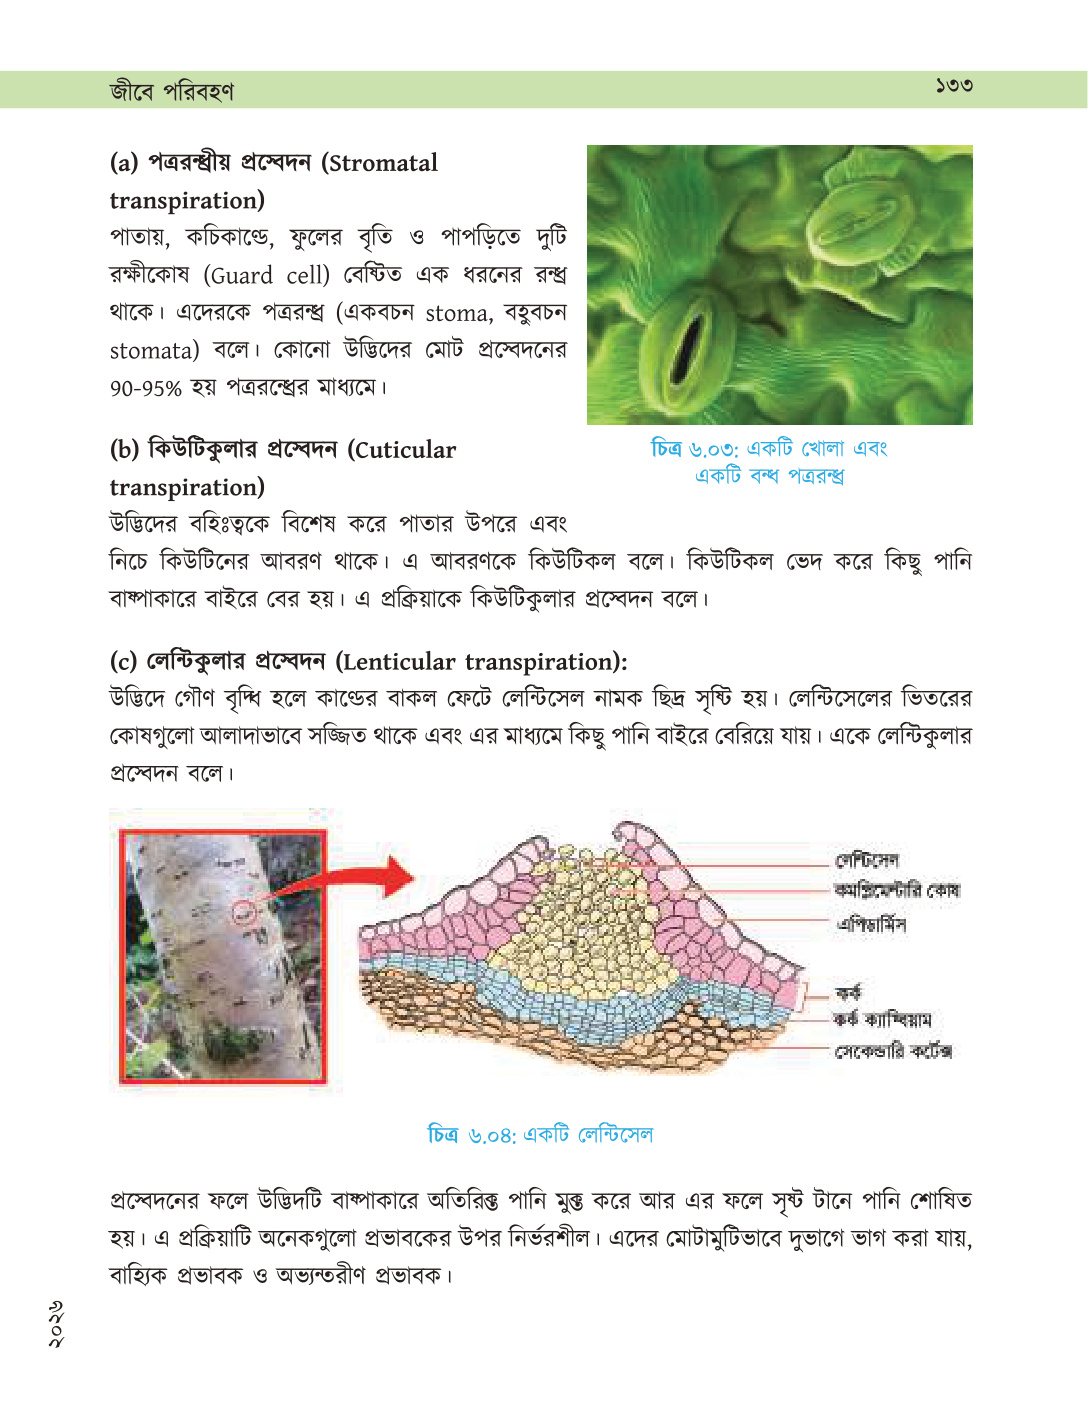 জীবে পরিবহণ
১৩৩
(a) পত্ররন্ধ্রীয় প্রস্বেদন (Stromatal
transpiration)
পাতায়, কচিকাণ্ডে, ফুলের বৃতি ও পাপড়িতে দুটি
রক্ষীকোষ (Guard cell) বেষ্টিত এক ধরনের রন্ধ্র
থাকে। এদেরকে পত্ররন্ধ্র (একবচন stoma, বহুবচন
stomata) বলে। কোনো উদ্ভিদের মোট প্রস্বেদনের
90-95% হয় পত্ররন্ধ্রের মাধ্যমে।
চিত্র ৬.০৩: একটি খোলা এবং
একটি বন্ধ পত্ররন্ধ্র
(b) কিউটিকুলার প্রস্বেদন (Cuticular
transpiration)
উদ্ভিদের বহিঃত্বকে বিশেষ করে পাতার উপরে এবং
নিচে কিউটিনের আবরণ থাকে। এ আবরণকে কিউটিকল বলে। কিউটিকল ভেদ করে কিছু পানি
বাষ্পাকারে বাইরে বের হয়। এ প্রক্রিয়াকে কিউটিকুলার প্রস্বেদন বলে।
(c) লেন্টিকুলার প্রস্বেদন (Lenticular transpiration):
উদ্ভিদে গৌণ বৃদ্ধি হলে কাণ্ডের বাকল ফেটে লেন্টিসেল নামক ছিদ্র সৃষ্টি হয়। লেন্টিসেলের ভিতরের
কোষগুলো আলাদাভাবে সজ্জিত থাকে এবং এর মাধ্যমে কিছু পানি বাইরে বেরিয়ে যায়। একে লেন্টিকুলার
প্রস্বেদন বলে।
লেন্টিসেল
কমপ্লিমেন্টারি কোষ
এপিডার্মিস
কর্ক
কর্ক ক্যাম্বিয়াম
সেকেন্ডারি কর্টেক্স
চিত্র ৬.০৪: একটি লেন্টিসেল
প্রস্বেদনের ফলে উদ্ভিদটি বাষ্পাকারে অতিরিক্ত পানি মুক্ত করে আর এর ফলে সৃষ্ট টানে পানি শোষিত
হয়। এ প্রক্রিয়াটি অনেকগুলো প্রভাবকের উপর নির্ভরশীল। এদের মোটামুটিভাবে দুভাগে ভাগ করা যায়,
বাহ্যিক প্রভাবক ও অভ্যন্তরীণ প্রভাবক।
২০২৬